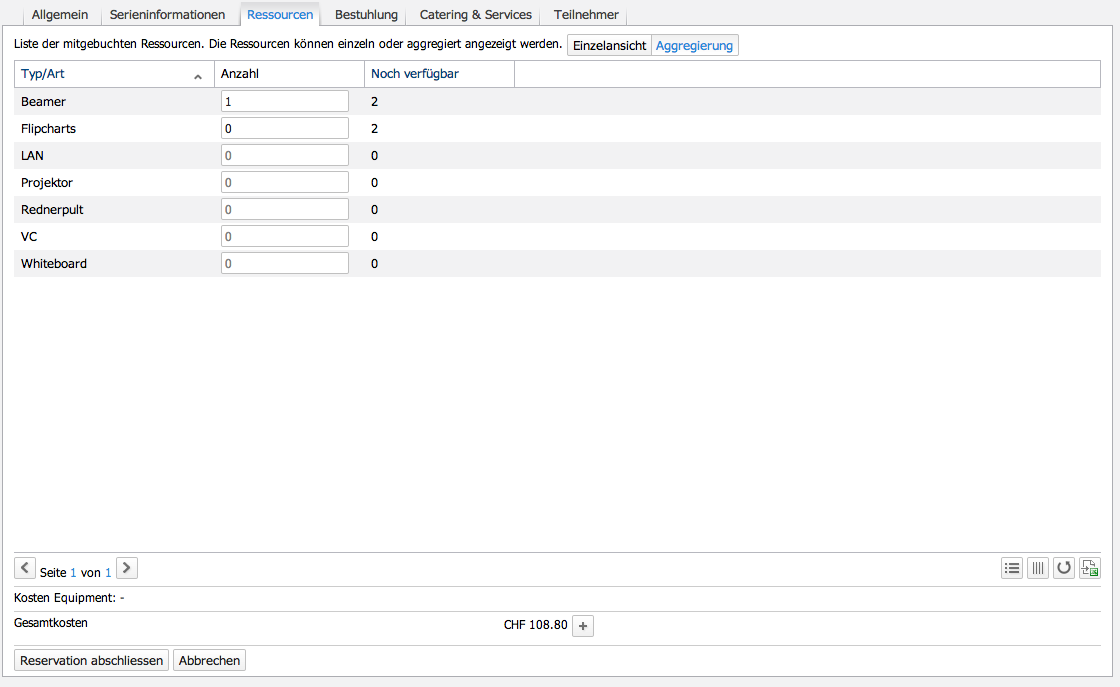 Allgemein Serieninformationen Ressourcen Bestuhlung Catering & Services Teilnehmer
Liste der mitgebuchten Ressourcen. Die Ressourcen können einzeln oder aggregiert angezeigt werden. Einzelansicht Aggregierung
Typ/Art Anzahl Noch verfügbar
Beamer 1 2
Flipcharts 0 2
LAN 0 0
Projektor 0 0
Rednerpult 0 0
VC 0 0
Whiteboard 0 0
Seite 1 von 1
Kosten Equipment: -
Gesamtkosten CHF 108.80 +
Reservation abschliessen Abbrechen